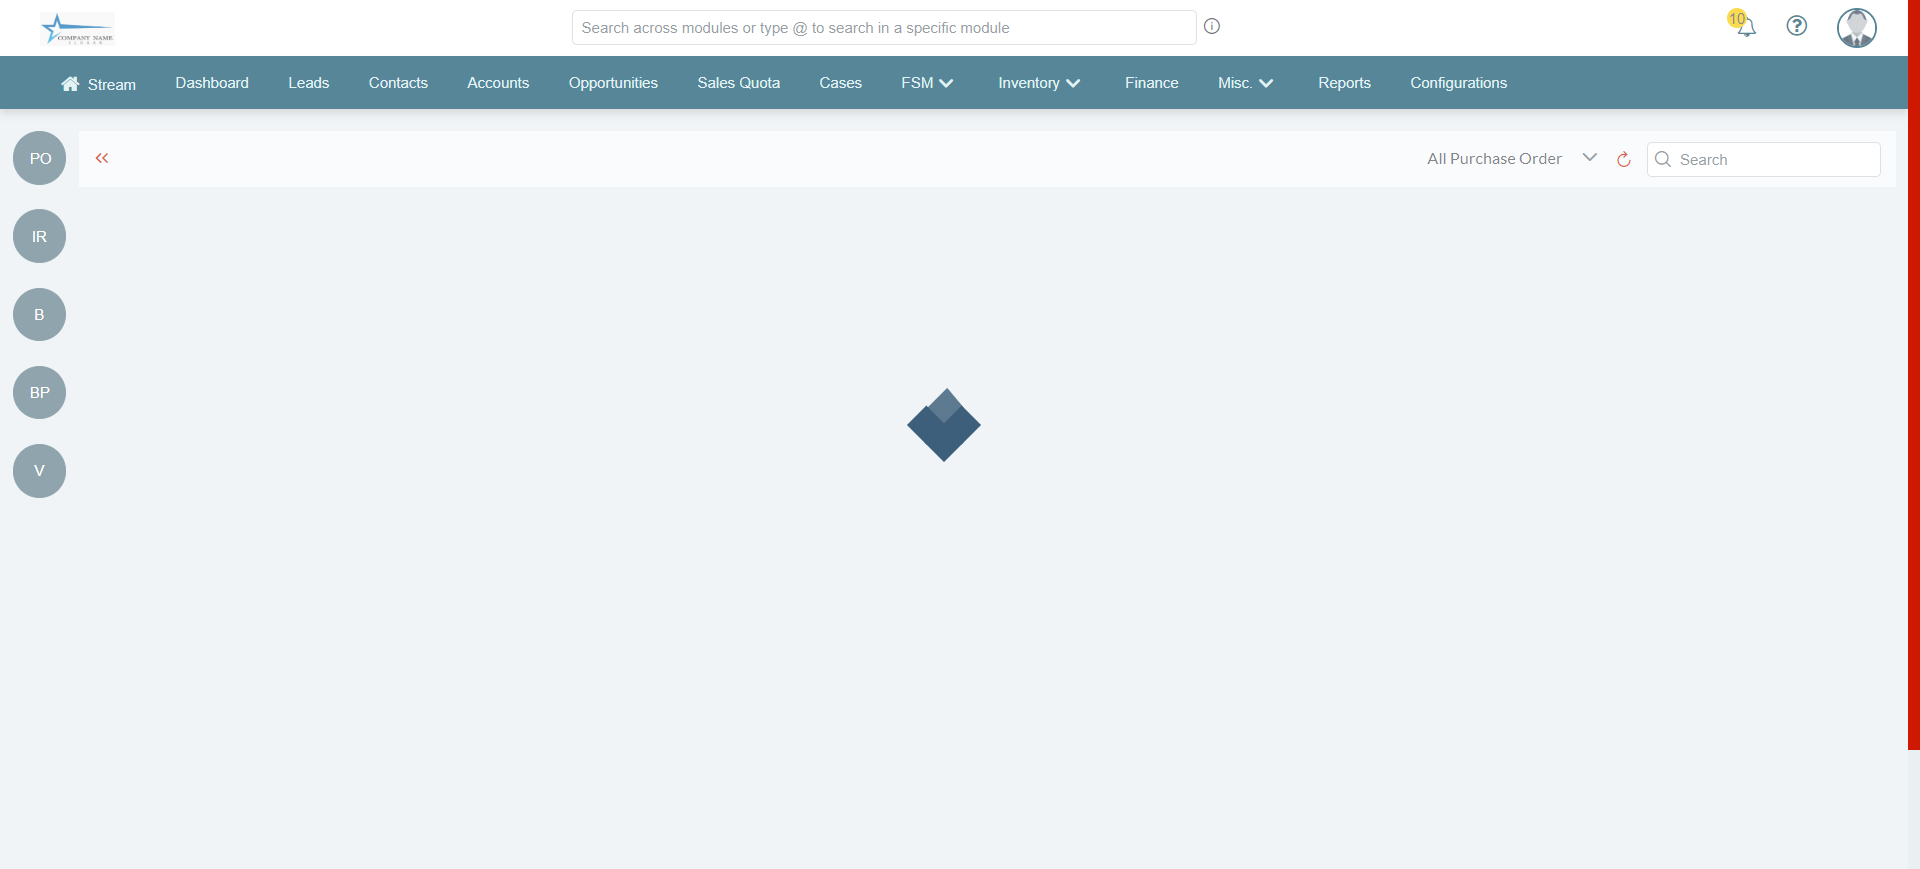 COMPANY NAME
Search across modules or type @ to search in a specific module
10
Stream Dashboard Leads Contacts Accounts Opportunities Sales Quota Cases FSM Inventory Finance Misc. Reports Configurations
PO
All Purchase Order
Search
IR
B
BP
V